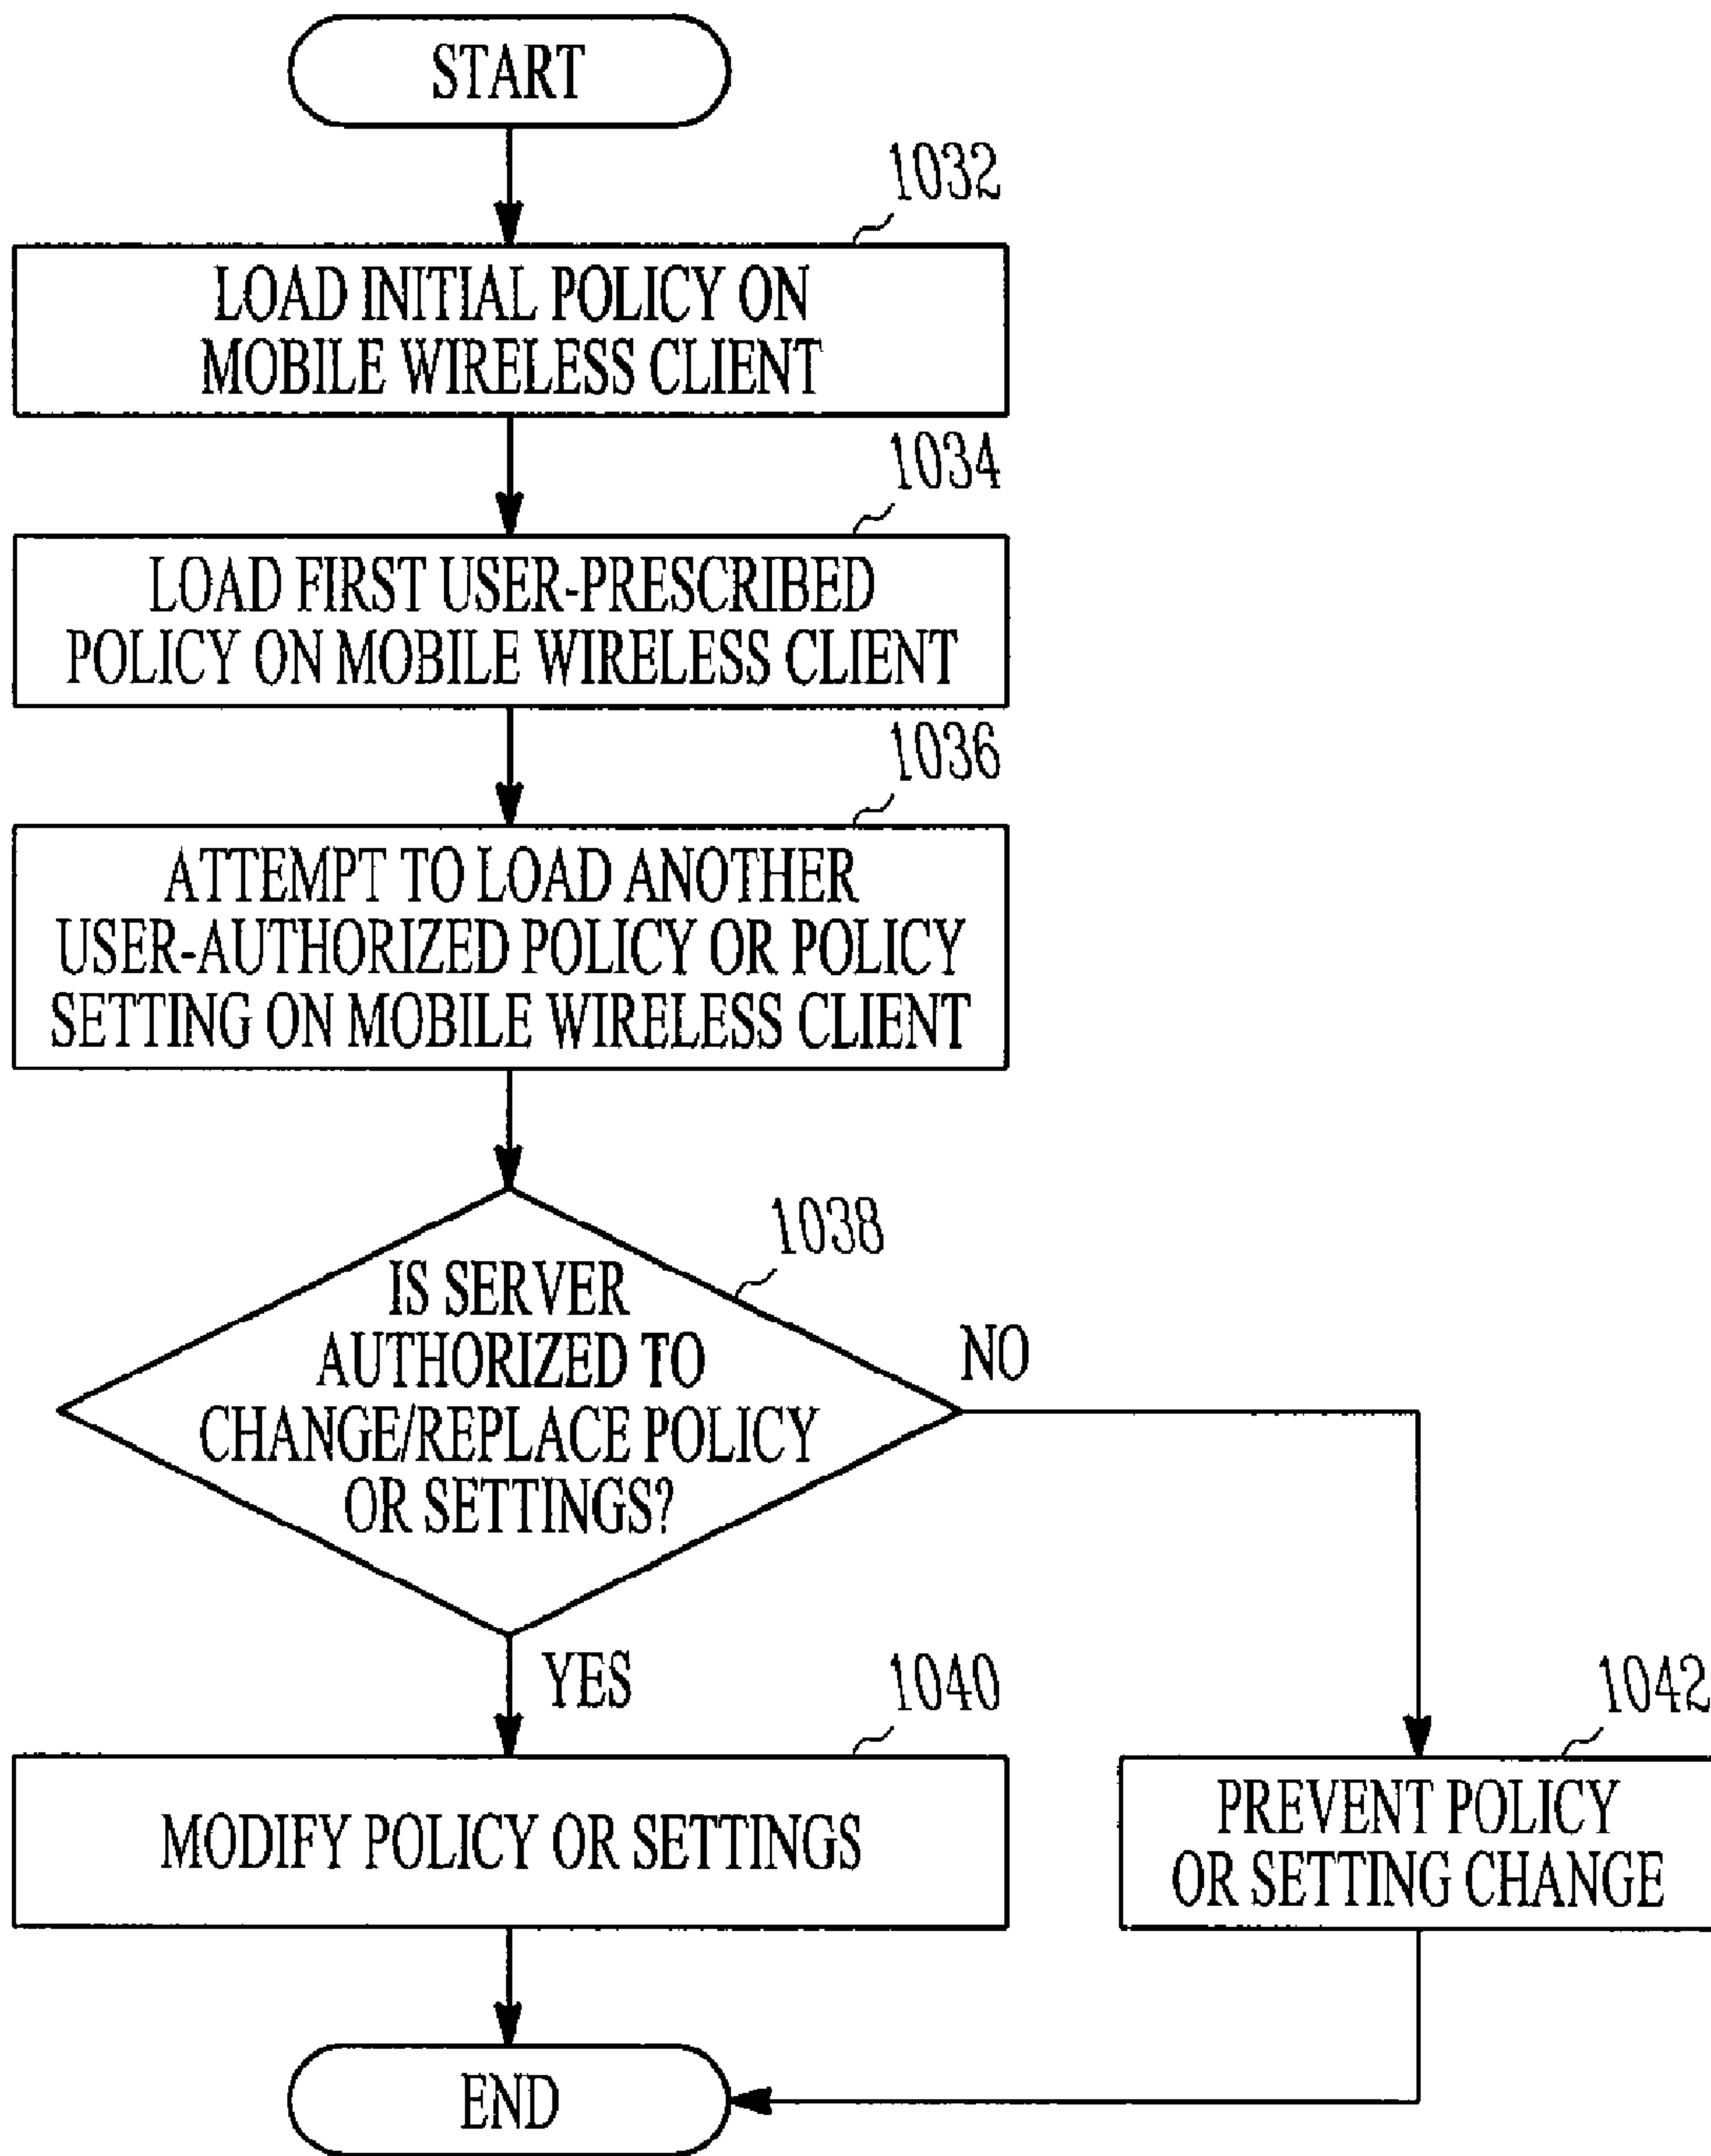 START
1032
LOAD INITIAL POLICY ON
MOBILE WIRELESS CLIENT
1034
LOAD FIRST USER-PRESCRIBED
POLICY ON MOBILE WIRELESS CLIENT
1036
ATTEMPT TO LOAD ANOTHER
USER-AUTHORIZED POLICY OR POLICY
SETTING ON MOBILE WIRELESS CLIENT
1038
IS SERVER
AUTHORIZED TO
CHANGE/REPLACE POLICY
OR SETTINGS?
NO
YES
1040
MODIFY POLICY OR SETTINGS
1042
PREVENT POLICY
OR SETTING CHANGE
END